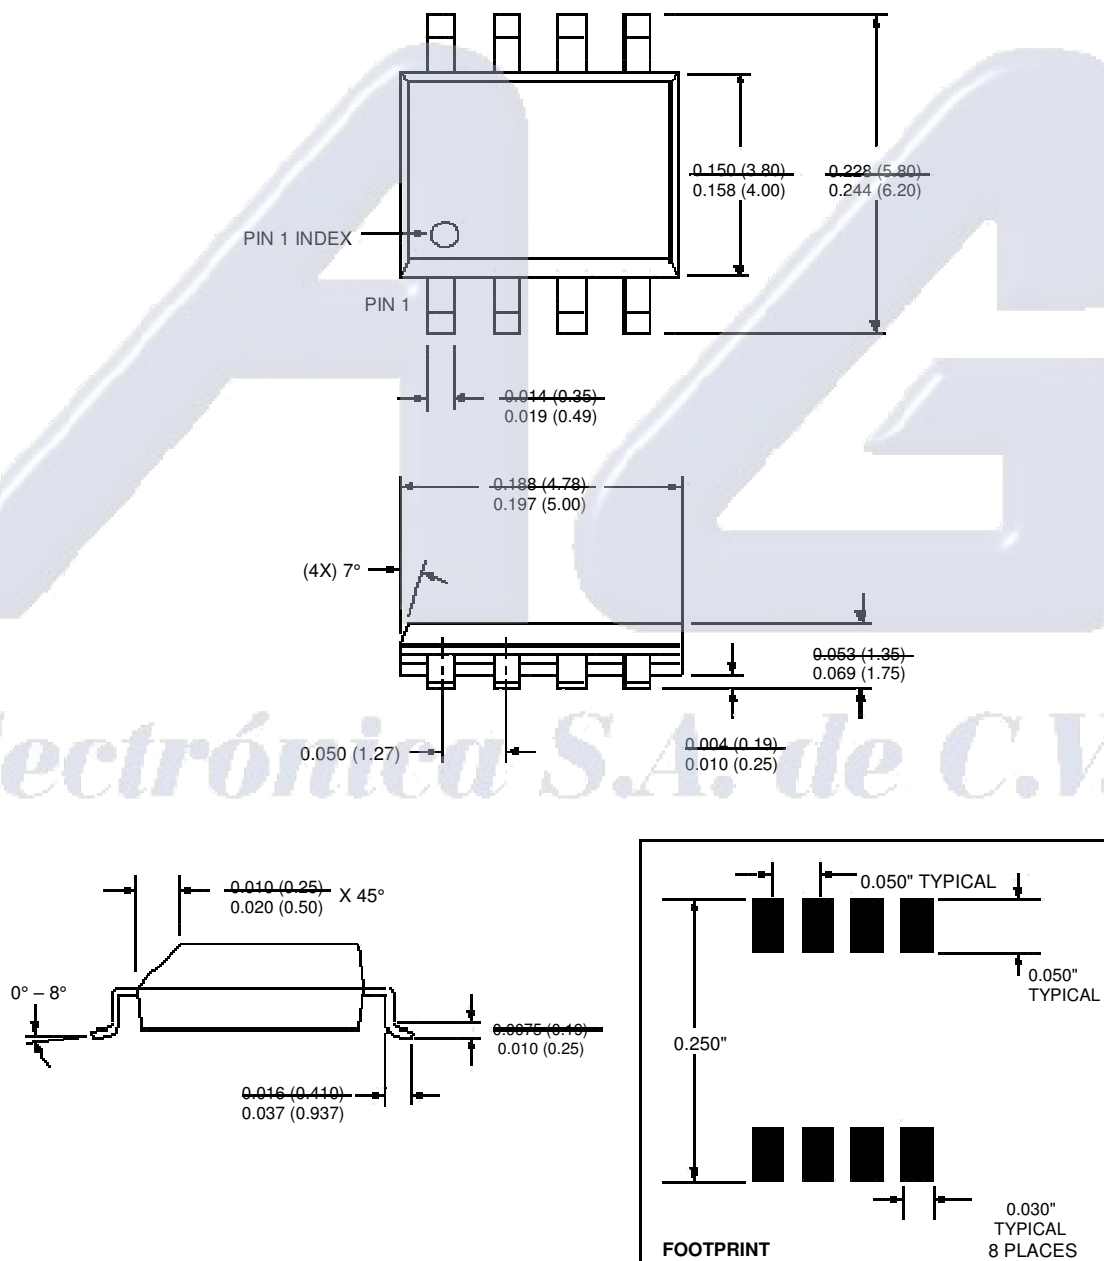 0.150 (3.80)
0.158 (4.00)
0.228 (5.80)
0.244 (6.20)
PIN 1 INDEX
PIN 1
0.014 (0.35)
0.019 (0.49)
0.188 (4.78)
0.197 (5.00)
(4X) 7°
0.053 (1.35)
0.069 (1.75)
0.050 (1.27)
0.004 (0.19)
0.010 (0.25)
ectrónica S.A. de C.V.
0.010 (0.25)
0.020 (0.50)
X 45°
0° – 8°
0.0075 (0.19)
0.010 (0.25)
0.016 (0.410)
0.037 (0.937)
0.050" TYPICAL
0.050"
TYPICAL
0.250"
0.030"
TYPICAL
8 PLACES
FOOTPRINT